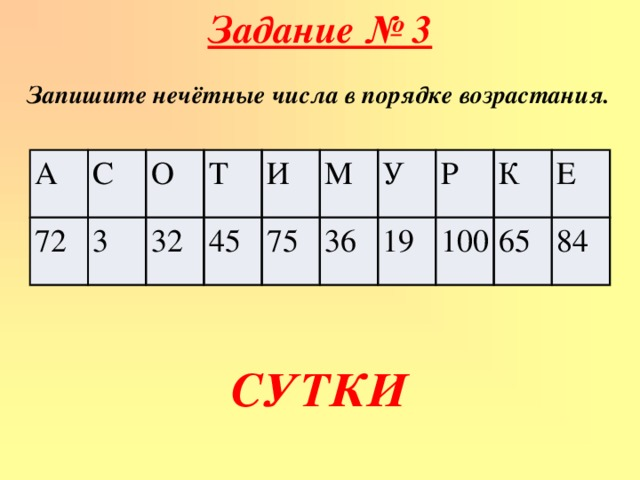 Задание № 3
Запишите нечётные числа в порядке возрастания.
А С О Т И М У Р К Е
72 3 32 45 75 36 19 100 65 84
СУТКИ